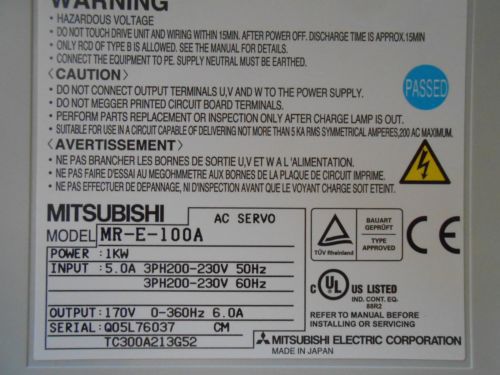 WARNING
• HAZARDOUS VOLTAGE
• DO NOT TOUCH DRIVE UNIT AND WIRING WITHIN 15MIN. AFTER POWER OFF. DISCHARGE TIME IS APPROX.15MIN
• ONLY RCD OF TYPE B IS ALLOWED. SEE THE MANUAL FOR DETAILS.
• CONNECT THE EQUIPMENT TO PE. SUPPLY NEUTRAL MUST BE EARTHED.
〈CAUTION〉
• DO NOT CONNECT OUTPUT TERMINALS U,V AND W TO THE POWER SUPPLY.
• DO NOT MEGGER PRINTED CIRCUIT BOARD TERMINALS.
• PERFORM PARTS REPLACEMENT OR INSPECTION ONLY AFTER CHARGE LAMP IS OUT.
• SUITABLE FOR USE IN A CIRCUIT CAPABLE OF DELIVERING NOT MORE THAN 5 KA RMS SYMMETRICAL AMPERES,200 AC MAXIMUM.
PASSED
〈AVERTISSEMENT〉
• NE PAS BRANCHER LES BORNES DE SORTIE U,V ET W A L'ALIMENTATION.
• NE PAS FAIRE D'ESSAI AU MEGOHMMETRE AUX BORNES DE LA PLAQUE DE CIRCUIT IMPRIME.
• NE PAS EFFECTUER DE DEPANNAGE, NI D'INSPECTION AVANT QUE LE VOYANT CHARGE SOIT ETEINT.
MITSUBISHI AC SERVO
MODEL MR-E-100A
POWER :1KW
INPUT :5.0A 3PH200-230V 50Hz
3PH200-230V 60Hz
OUTPUT:170V 0-360Hz 6.0A
SERIAL:Q05L76037 CM
TC300A213G52
TÜV Rheinland
BAUART GEPRÜFT
TYPE APPROVED
CE
C UL US LISTED
IND. CONT. EQ.
88R2
REFER TO MANUAL BEFORE
INSTALLING OR SERVICING
MITSUBISHI ELECTRIC CORPORATION
MADE IN JAPAN